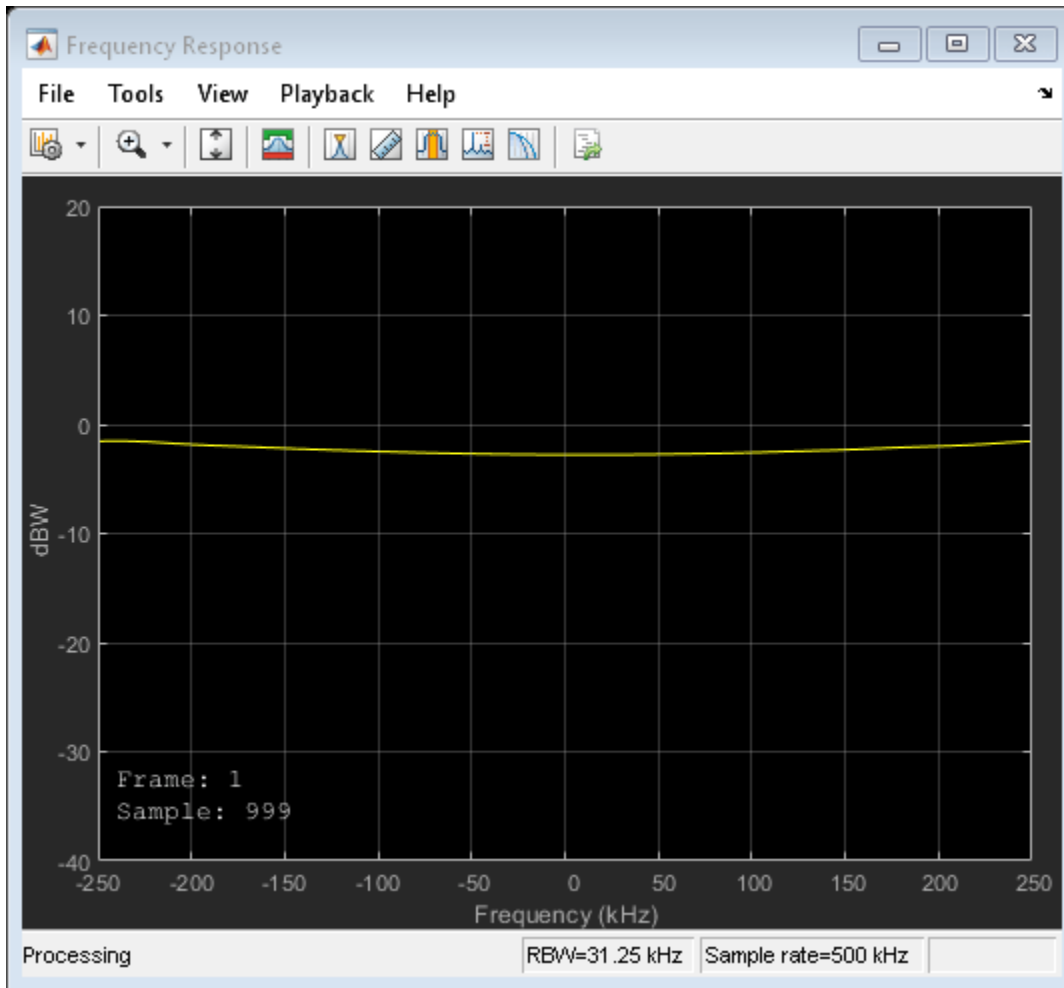 Frequency Response
File Tools View Playback Help
20
10
0
-10
-20
-30
-40
dBW
Frame: 1
Sample: 999
-250 -200 -150 -100 -50 0 50 100 150 200 250
Frequency (kHz)
Processing RBW=31.25 kHz Sample rate=500 kHz